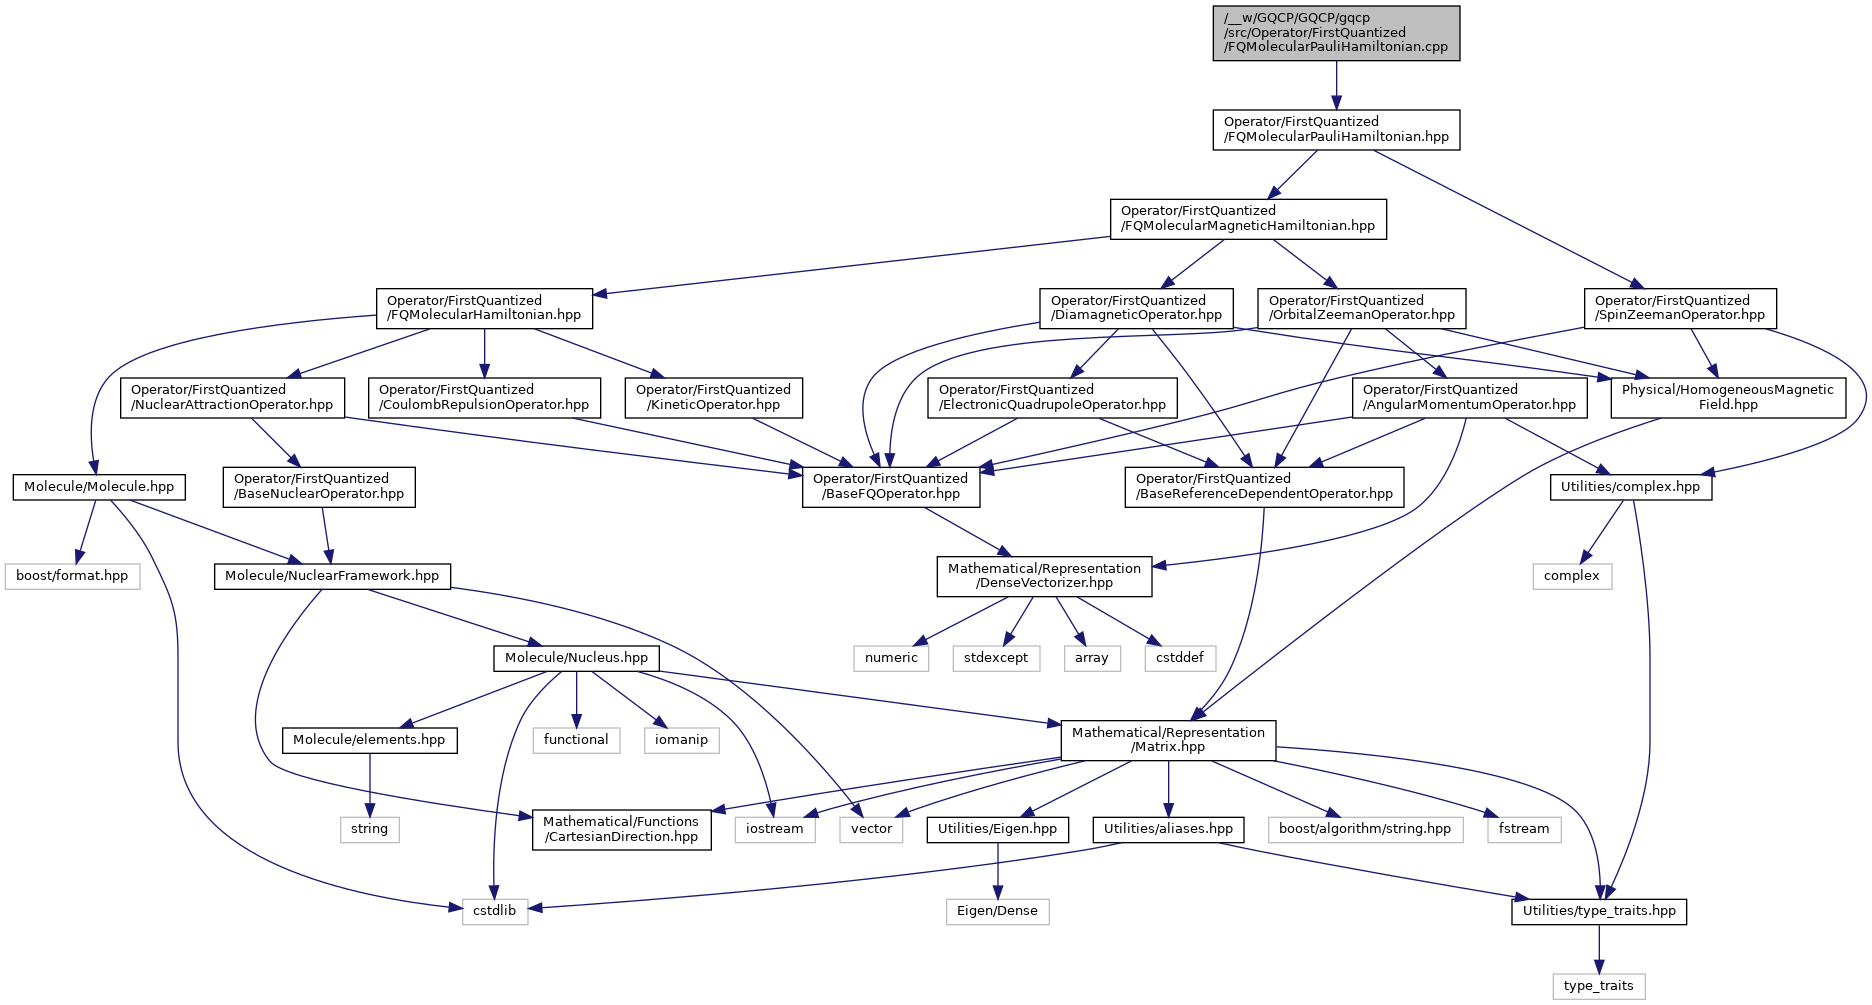 /__w/GQCP/GQCP/gqcp
/src/Operator/FirstQuantized
/FQMolecularPauliHamiltonian.cpp
Operator/FirstQuantized
/FQMolecularPauliHamiltonian.hpp
Operator/FirstQuantized
/FQMolecularMagneticHamiltonian.hpp
Operator/FirstQuantized
/FQMolecularHamiltonian.hpp
Operator/FirstQuantized
/DiamagneticOperator.hpp
Operator/FirstQuantized
/OrbitalZeemanOperator.hpp
Operator/FirstQuantized
/SpinZeemanOperator.hpp
Operator/FirstQuantized
/NuclearAttractionOperator.hpp
Operator/FirstQuantized
/CoulombRepulsionOperator.hpp
Operator/FirstQuantized
/KineticOperator.hpp
Operator/FirstQuantized
/ElectronicQuadrupoleOperator.hpp
Operator/FirstQuantized
/AngularMomentumOperator.hpp
Physical/HomogeneousMagnetic
Field.hpp
Molecule/Molecule.hpp
Operator/FirstQuantized
/BaseNuclearOperator.hpp
Operator/FirstQuantized
/BaseFQOperator.hpp
Operator/FirstQuantized
/BaseReferenceDependentOperator.hpp
Utilities/complex.hpp
boost/format.hpp
Molecule/NuclearFramework.hpp
Mathematical/Representation
/DenseVectorizer.hpp
complex
Molecule/Nucleus.hpp
numeric
stdexcept
array
cstddef
Molecule/elements.hpp
functional
iomanip
Mathematical/Representation
/Matrix.hpp
string
Mathematical/Functions
/CartesianDirection.hpp
iostream
vector
Utilities/Eigen.hpp
Utilities/aliases.hpp
boost/algorithm/string.hpp
fstream
cstdlib
Eigen/Dense
Utilities/type_traits.hpp
type_traits